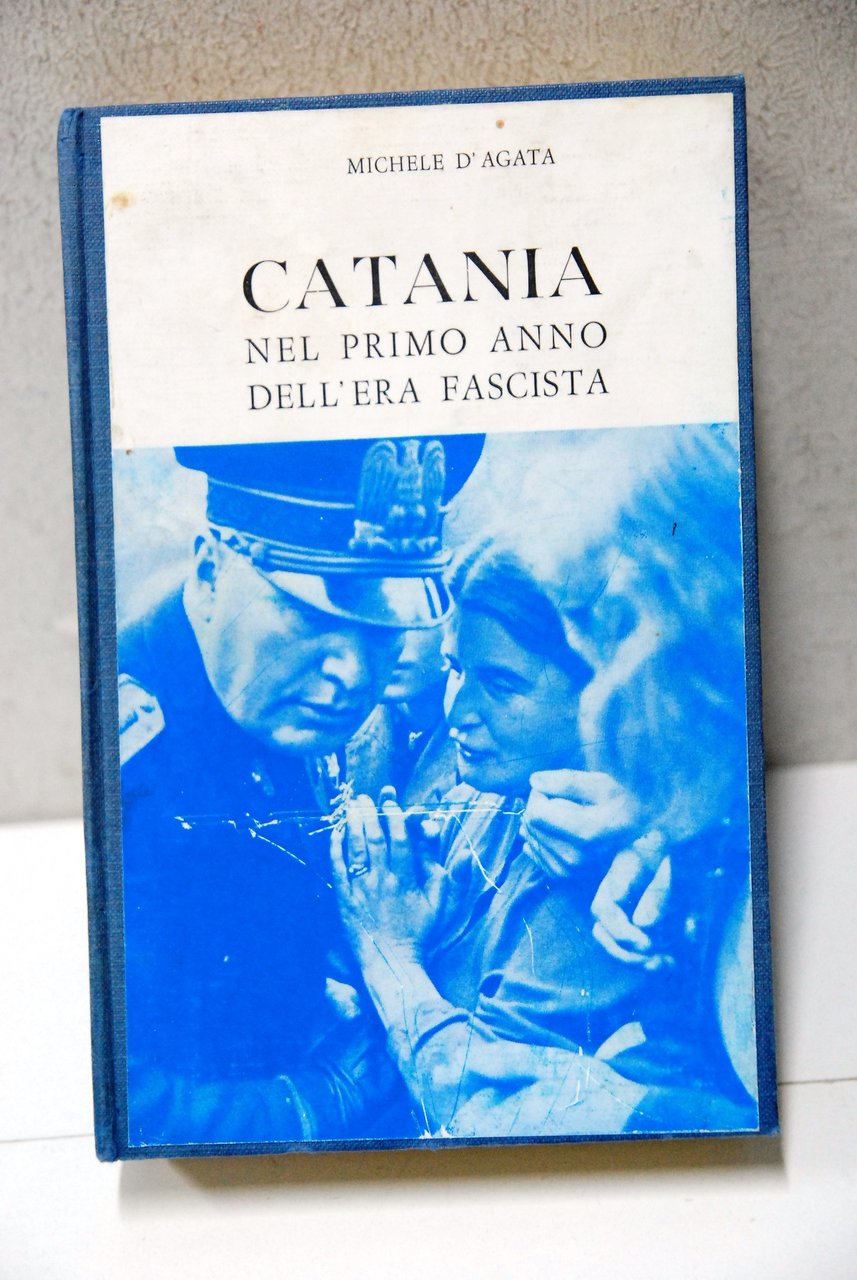 MICHELE D'AGATA
CATANIA
NEL PRIMO ANNO
DELL'ERA FASCISTA